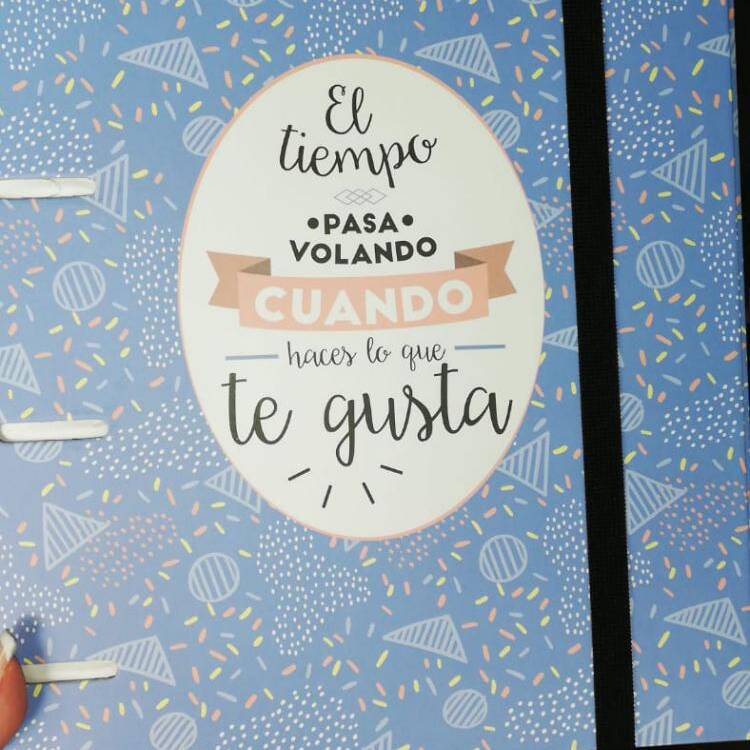 El
tiempo
•PASA•
VOLANDO
CUANDO
haces lo que
te gusta